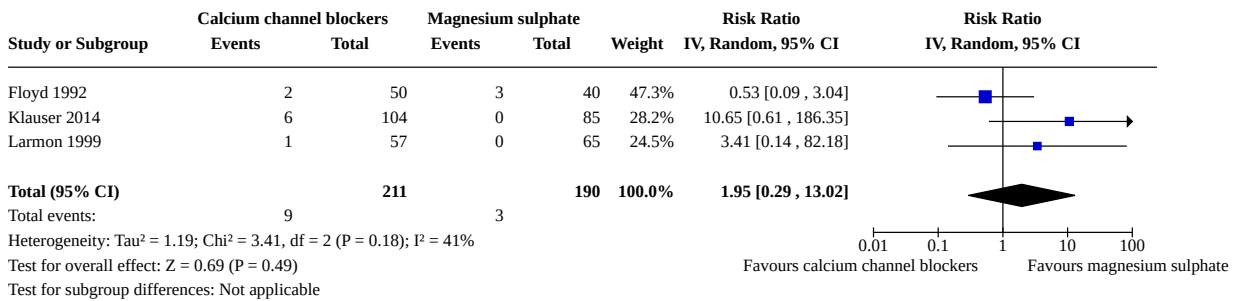 Calcium channel blockers Magnesium sulphate Risk Ratio Risk Ratio
Study or Subgroup Events Total Events Total Weight IV, Random, 95% CI IV, Random, 95% CI
Floyd 1992 2 50 3 40 47.3% 0.53 [0.09 , 3.04]
Klauser 2014 6 104 0 85 28.2% 10.65 [0.61 , 186.35]
Larmon 1999 1 57 0 65 24.5% 3.41 [0.14 , 82.18]
Total (95% CI) 211 190 100.0% 1.95 [0.29 , 13.02]
Total events: 9 3
Heterogeneity: Tau² = 1.19; Chi² = 3.41, df = 2 (P = 0.18); I² = 41%
0.01 0.1 1 10 100
Test for overall effect: Z = 0.69 (P = 0.49) Favours calcium channel blockers Favours magnesium sulphate
Test for subgroup differences: Not applicable